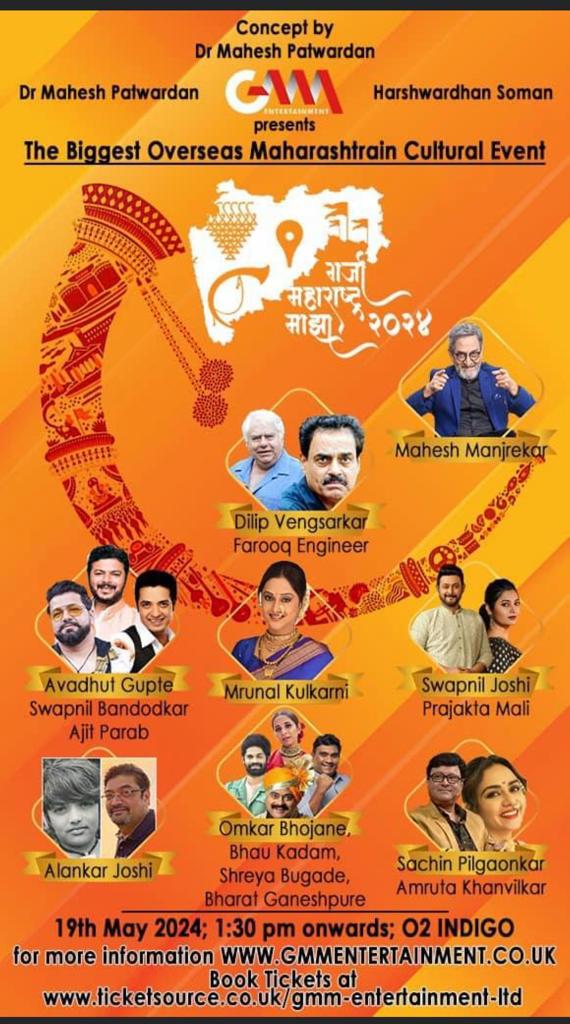 Concept by
Dr Mahesh Patwardan
Dr Mahesh Patwardan
GMM
ENTERTAINMENT
Harshwardhan Soman
presents
The Biggest Overseas Maharashtrain Cultural Event
गर्जा
महाराष्ट्र
माझा २०२४
Mahesh Manjrekar
Dilip Vengsarkar
Farooq Engineer
Avadhut Gupte
Swapnil Bandodkar
Ajit Parab
Mrunal Kulkarni
Swapnil Joshi
Prajakta Mali
Alankar Joshi
Omkar Bhojane,
Bhau Kadam,
Shreya Bugade,
Bharat Ganeshpure
Sachin Pilgaonkar
Amruta Khanvilkar
19th May 2024; 1:30 pm onwards; O2 INDIGO
for more information WWW.GMMENTERTAINMENT.CO.UK
Book Tickets at
www.ticketsource.co.uk/gmm-entertainment-ltd